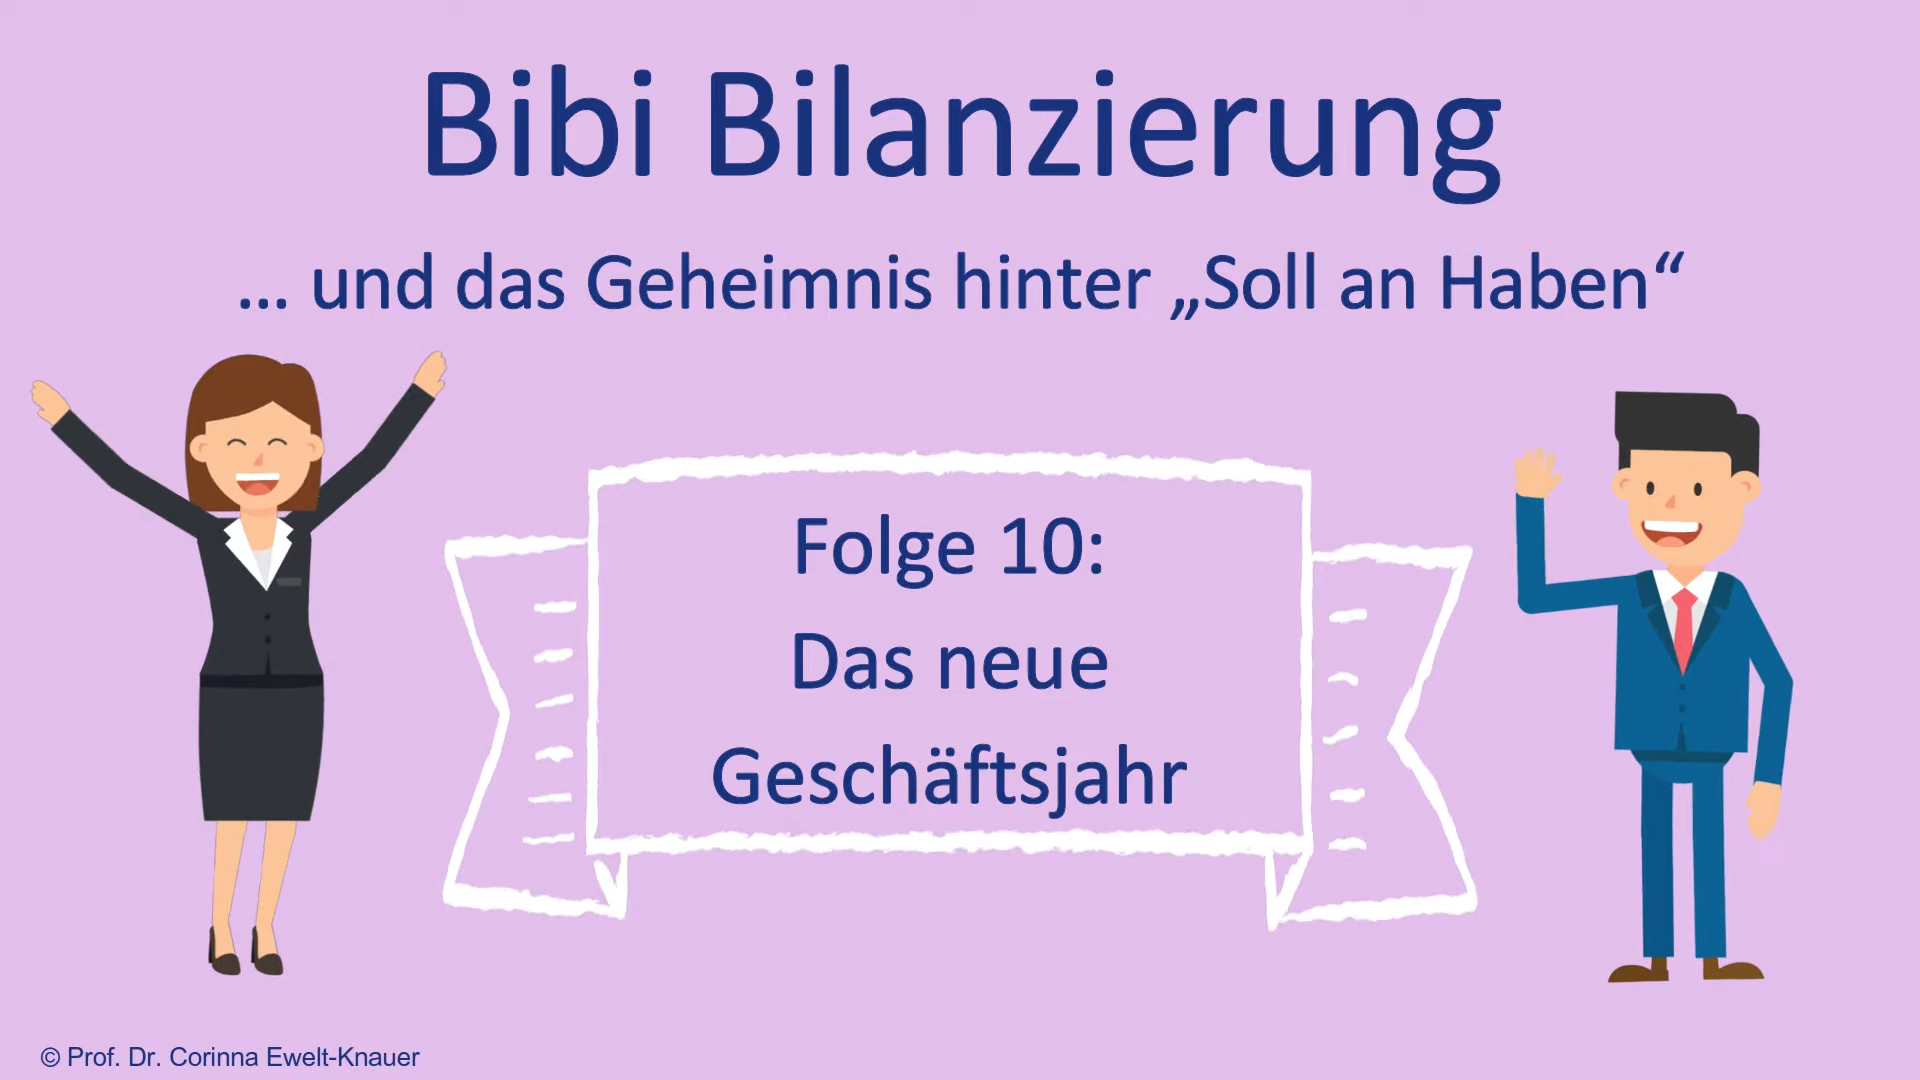 Bibi Bilanzierung
... und das Geheimnis hinter „Soll an Haben“
Folge 10:
Das neue
Geschäftsjahr
© Prof. Dr. Corinna Ewelt-Knauer